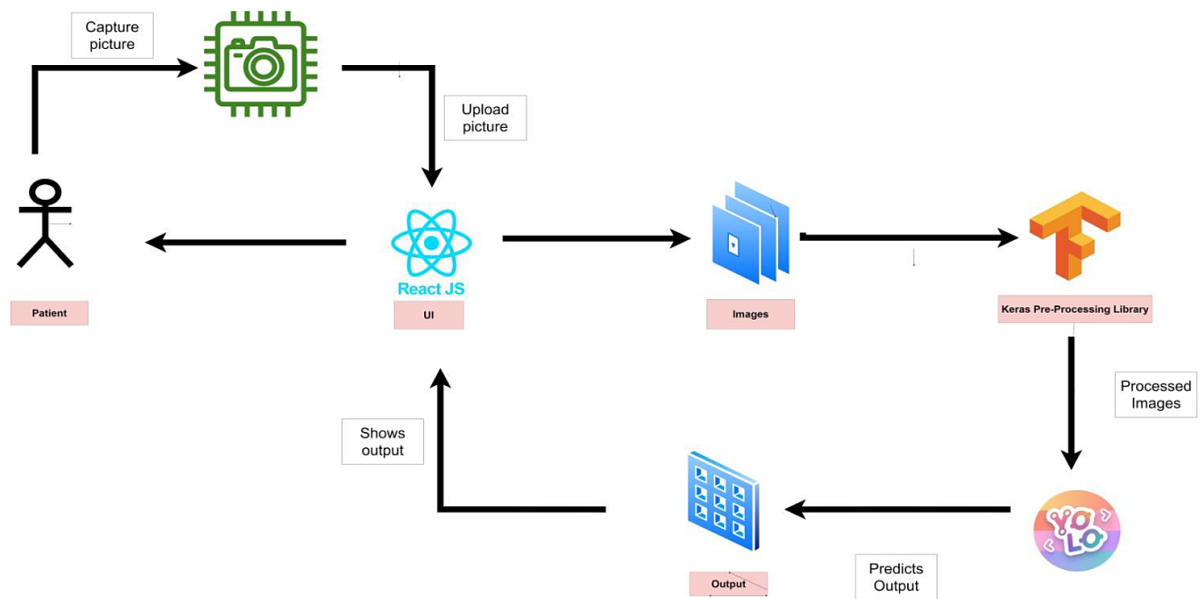 Capture
picture
Upload
picture
React JS
Patient
UI
Images
Keras Pre-Processing Library
Processed
Images
Shows
output
YOLO
Predicts
Output
Output